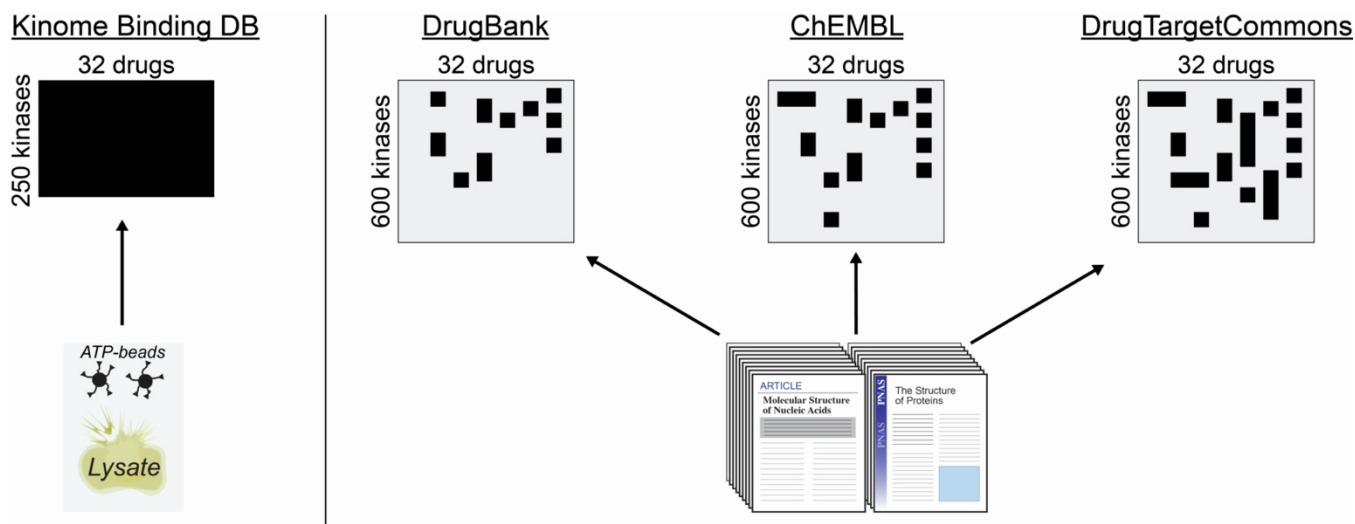 Kinome Binding DB
32 drugs
250 kinases
ATP-beads
Lysate
DrugBank
32 drugs
600 kinases
ChEMBL
32 drugs
600 kinases
DrugTargetCommons
32 drugs
600 kinases
ARTICLE
Molecular Structure
of Nucleic Acids
PNAS
PNAS
The Structure
of Proteins